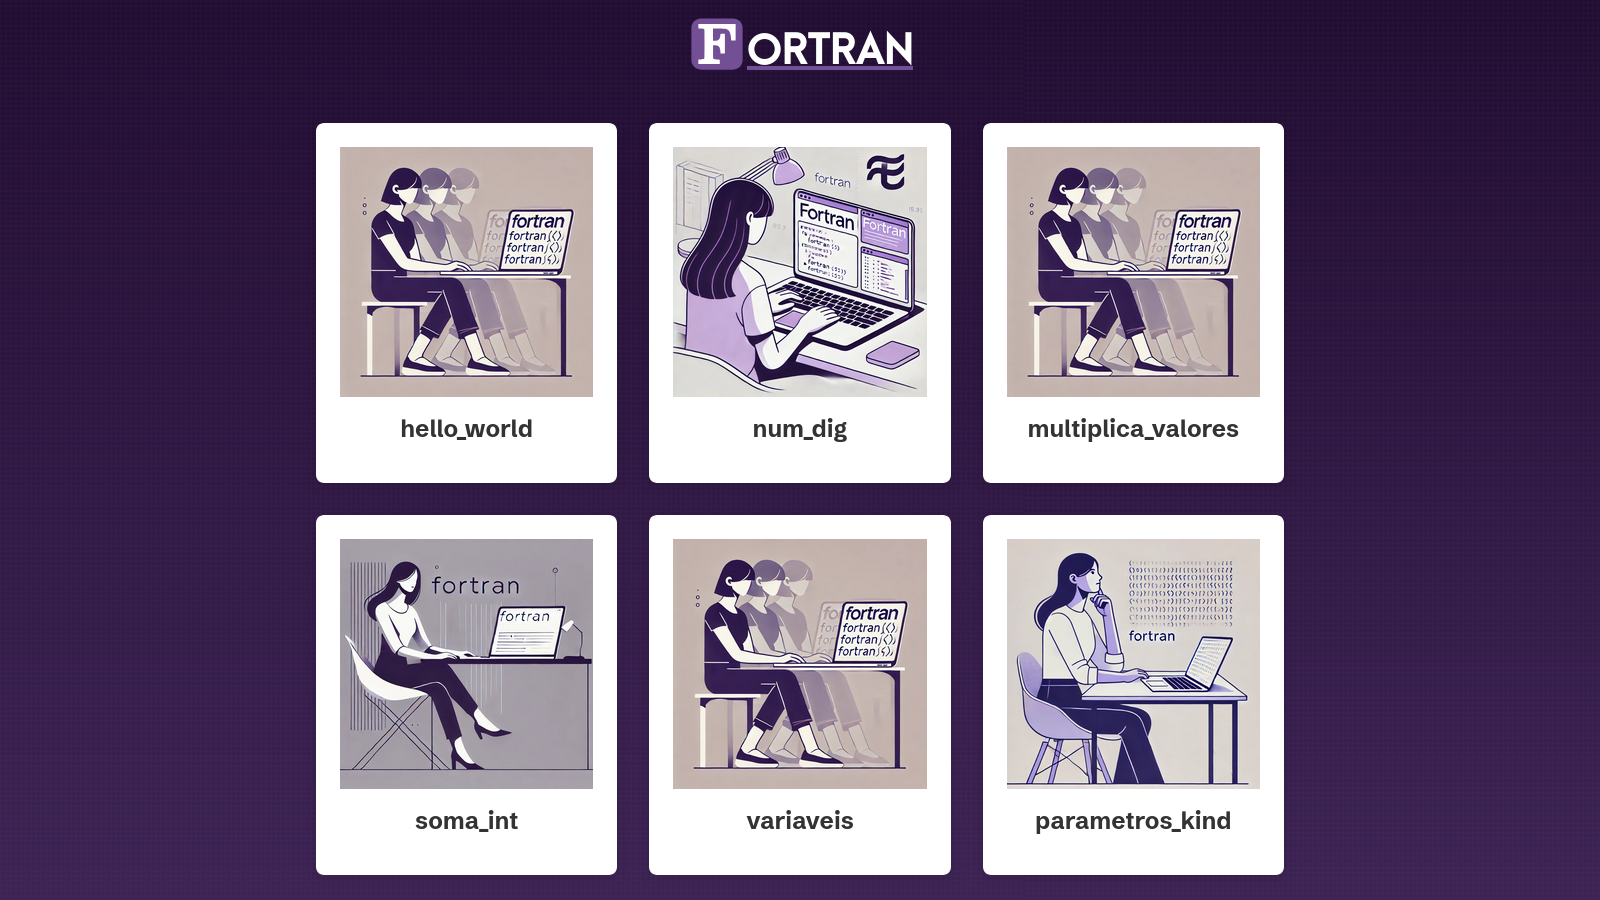 FORTRAN
fortran
fortran{()
fortran(()
fortran(().
hello_world
fortran
Fortran
Fortran
num_dig
fortran
fortran{()
fortran(()
fortran(().
multiplica_valores
fortran
fortran
soma_int
fortran
fortran{()
fortran(()
fortran(().
variaveis
fortran
parametros_kind